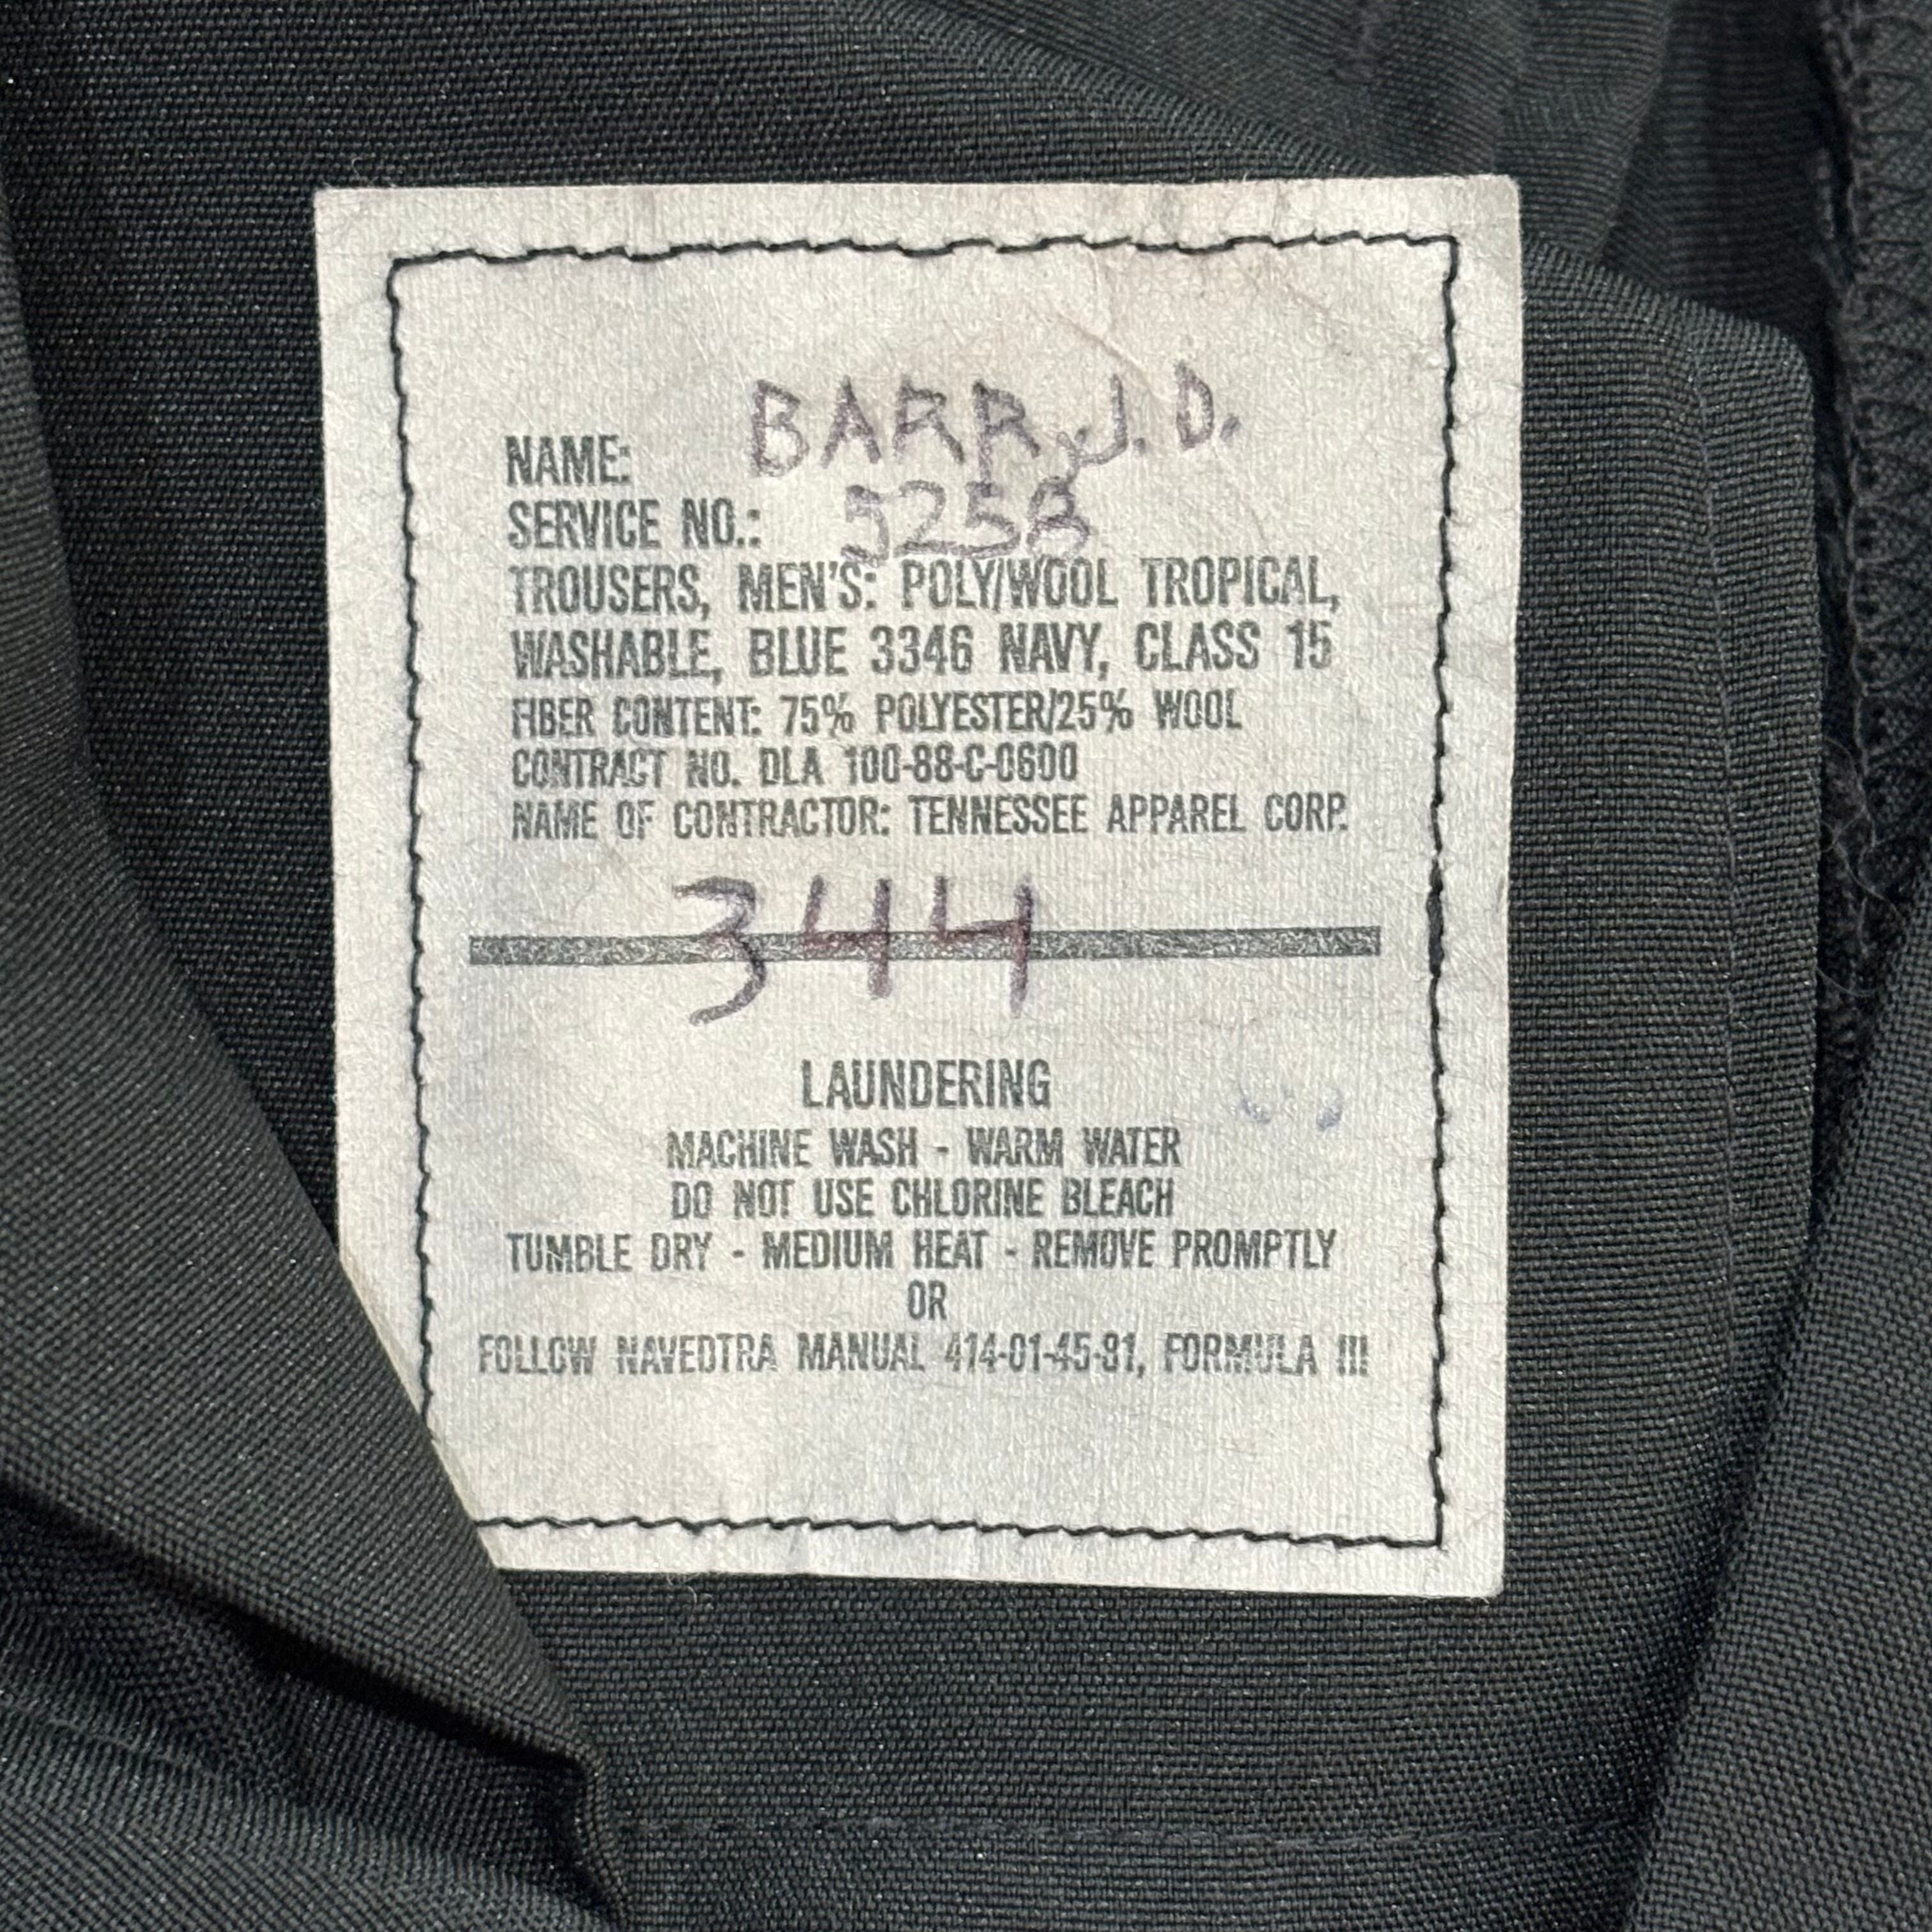 NAME: BARR, J.D.
SERVICE NO.: 5258
TROUSERS, MEN'S: POLY/WOOL TROPICAL,
WASHABLE, BLUE 3346 NAVY, CLASS 15
FIBER CONTENT: 75% POLYESTER/25% WOOL
CONTRACT NO. DLA 100-88-C-0600
NAME OF CONTRACTOR: TENNESSEE APPAREL CORP.
344
LAUNDERING
MACHINE WASH - WARM WATER
DO NOT USE CHLORINE BLEACH
TUMBLE DRY - MEDIUM HEAT - REMOVE PROMPTLY
OR
FOLLOW NAVEDTRA MANUAL 414-01-45-81, FORMULA III